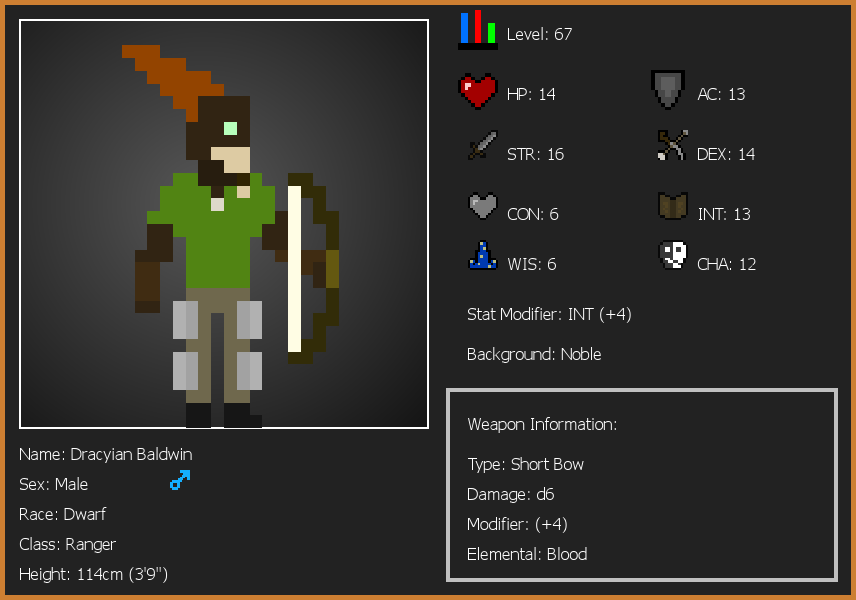 Level: 67
HP: 14
AC: 13
STR: 16
DEX: 14
CON: 6
INT: 13
WIS: 6
CHA: 12
Stat Modifier: INT (+4)
Background: Noble
Weapon Information:
Type: Short Bow
Damage: d6
Modifier: (+4)
Elemental: Blood
Name: Dracyian Baldwin
Sex: Male
Race: Dwarf
Class: Ranger
Height: 114cm (3'9")